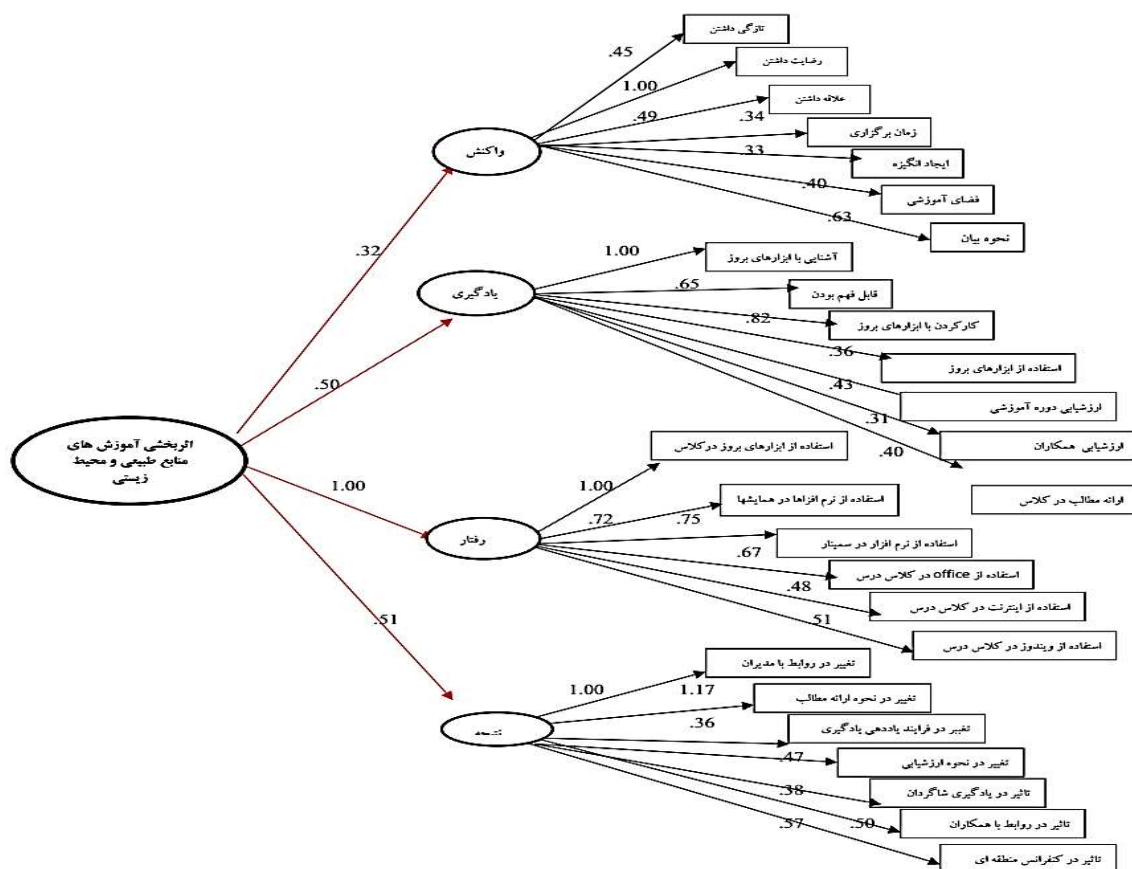 تازگی داشتن
.45
رضایت داشتن
1.00
علاقه داشتن
.49
.34
زمان برگزاری
واکنش
.33
ایجاد انگیزه
.40
فضای آموزشی
.63
نحوه بیان
.32
1.00
آشنایی با ابزارهای بروز
یادگیری
.65
قابل فهم بودن
.82
کارکردن با ابزارهای بروز
.36
استفاده از ابزارهای بروز
.50
.43
ارزشیابی دوره آموزشی
.31
ارزشیابی همکاران
.40
ارائه مطالب در کلاس
اثربخشی آموزش های
منابع طبیعی و محیط
زیستی
استفاده از ابزارهای بروز درکلاس
1.00
1.00
استفاده از نرم افزاها در همایشها
.72
.75
رفتار
استفاده از نرم افزار در سمینار
.67
استفاده از office در کلاس درس
.48
استفاده از اینترنت در کلاس درس
.51
استفاده از ویندوز در کلاس درس
.51
تغییر در روابط با مدیران
1.00
1.17
تغییر در نحوه ارائه مطالب
.36
تغییر در فرایند یاددهی یادگیری
.47
تغییر در نحوه ارزشیابی
.38
تاثیر در یادگیری شاگردان
.50
تاثیر در روابط با همکاران
.57
تاثیر در کنفرانس منطقه ای